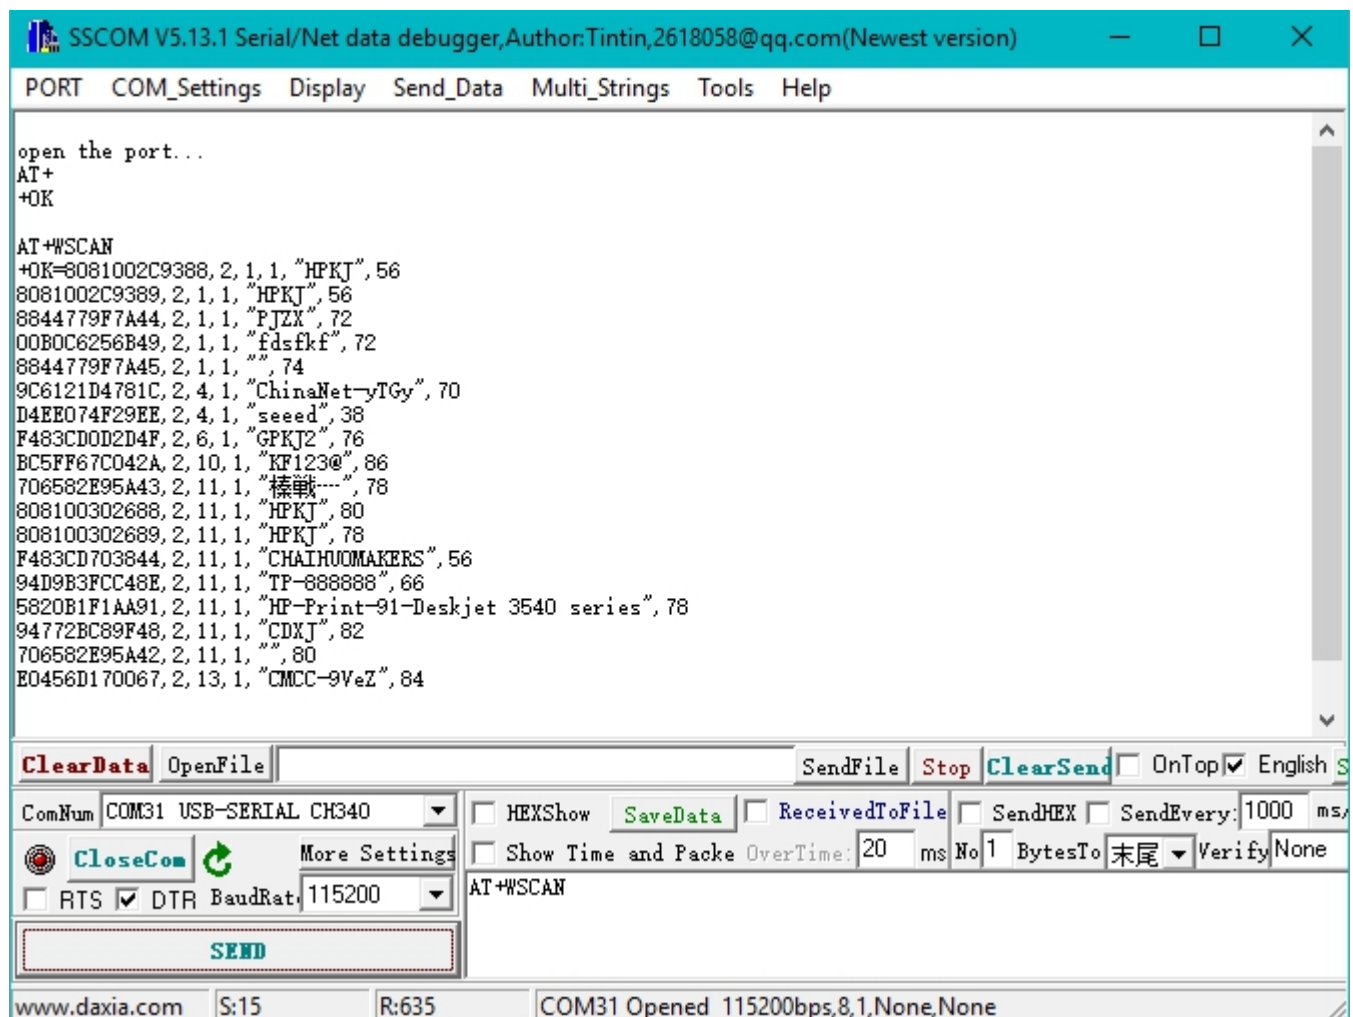 SSCOM V5.13.1 Serial/Net data debugger,Author:Tintin,2618058@qq.com(Newest version)
PORT COM_Settings Display Send_Data Multi_Strings Tools Help
open the port...
AT+
+OK
AT+WSCAN
+OK=8081002C9388,2,1,1,"HPKJ",56
8081002C9389,2,1,1,"HPKJ",56
8844779F7A44,2,1,1,"PJZX",72
00B0C6256B49,2,1,1,"fdsfkf",72
8844779F7A45,2,1,1,"",74
9C6121D4781C,2,4,1,"ChinaNet-yTGy",70
D4EE074F29EE,2,4,1,"seeed",38
F483CD0D2D4F,2,6,1,"GPKJ2",76
BC5FF67C042A,2,10,1,"KF123@",86
706582E95A43,2,11,1,"榛戦┈",78
808100302688,2,11,1,"HPKJ",80
808100302689,2,11,1,"HPKJ",78
F483CD703844,2,11,1,"CHAIHUOMAKERS",56
94D9B3FCC48E,2,11,1,"TP-888888",66
5820B1F1AA91,2,11,1,"HP-Print-91-Deskjet 3540 series",78
94772BC89F48,2,11,1,"CDXJ",82
706582E95A42,2,11,1,"",80
E0456D170067,2,13,1,"CMCC-9VeZ",84
ClearData OpenFile SendFile Stop ClearSend OnTop English S
ComNum COM31 USB-SERIAL CH340 HEXShow SaveData ReceivedToFile SendHEX SendEvery: 1000 ms/
CloseCom More Settings Show Time and Packe OverTime: 20 ms No 1 BytesTo 末尾 Verify None
RTS DTR BaudRat 115200
AT+WSCAN
SEND
www.daxia.com S:15 R:635 COM31 Opened 115200bps,8,1,None,None